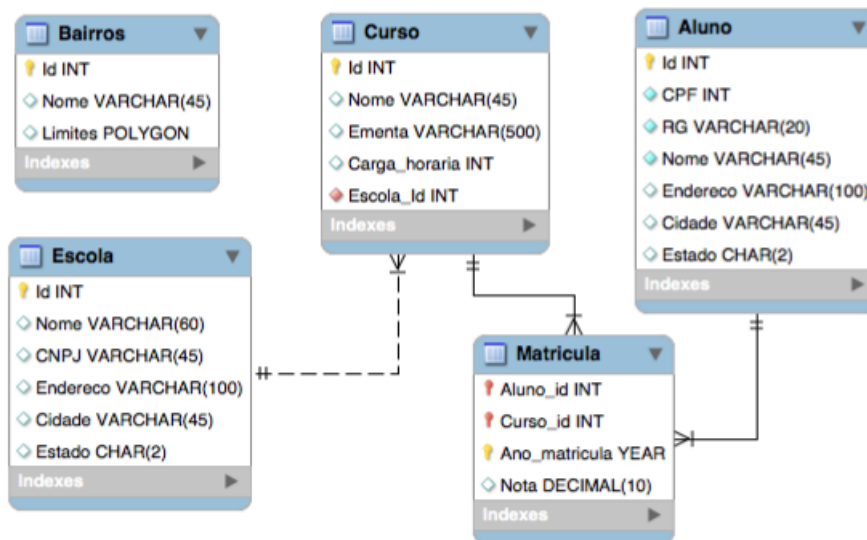 Bairros
Id INT
Nome VARCHAR(45)
Limites POLYGON
Indexes
Curso
Id INT
Nome VARCHAR(45)
Ementa VARCHAR(500)
Carga_horaria INT
Escola_Id INT
Indexes
Aluno
Id INT
CPF INT
RG VARCHAR(20)
Nome VARCHAR(45)
Endereco VARCHAR(100)
Cidade VARCHAR(45)
Estado CHAR(2)
Indexes
Escola
Id INT
Nome VARCHAR(60)
CNPJ VARCHAR(45)
Endereco VARCHAR(100)
Cidade VARCHAR(45)
Estado CHAR(2)
Indexes
Matricula
Aluno_id INT
Curso_id INT
Ano_matricula YEAR
Nota DECIMAL(10)
Indexes